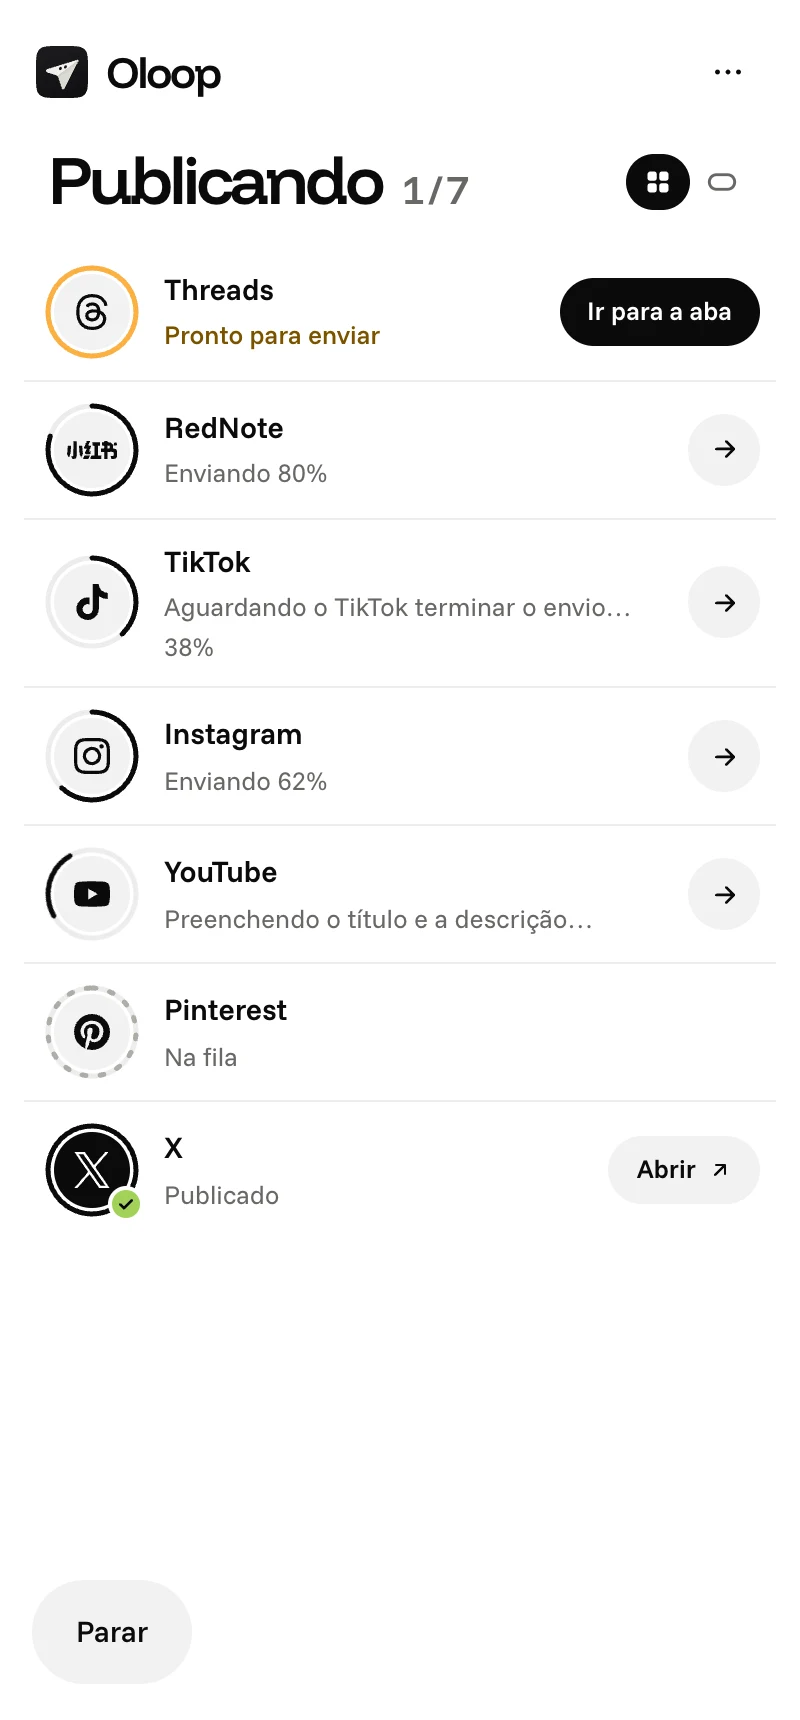 Oloop
Publicando 1/7
Threads
Pronto para enviar
Ir para a aba
小红书
RedNote
Enviando 80%
TikTok
Aguardando o TikTok terminar o envio…
38%
Instagram
Enviando 62%
YouTube
Preenchendo o título e a descrição…
Pinterest
Na fila
X
Publicado
Abrir
Parar